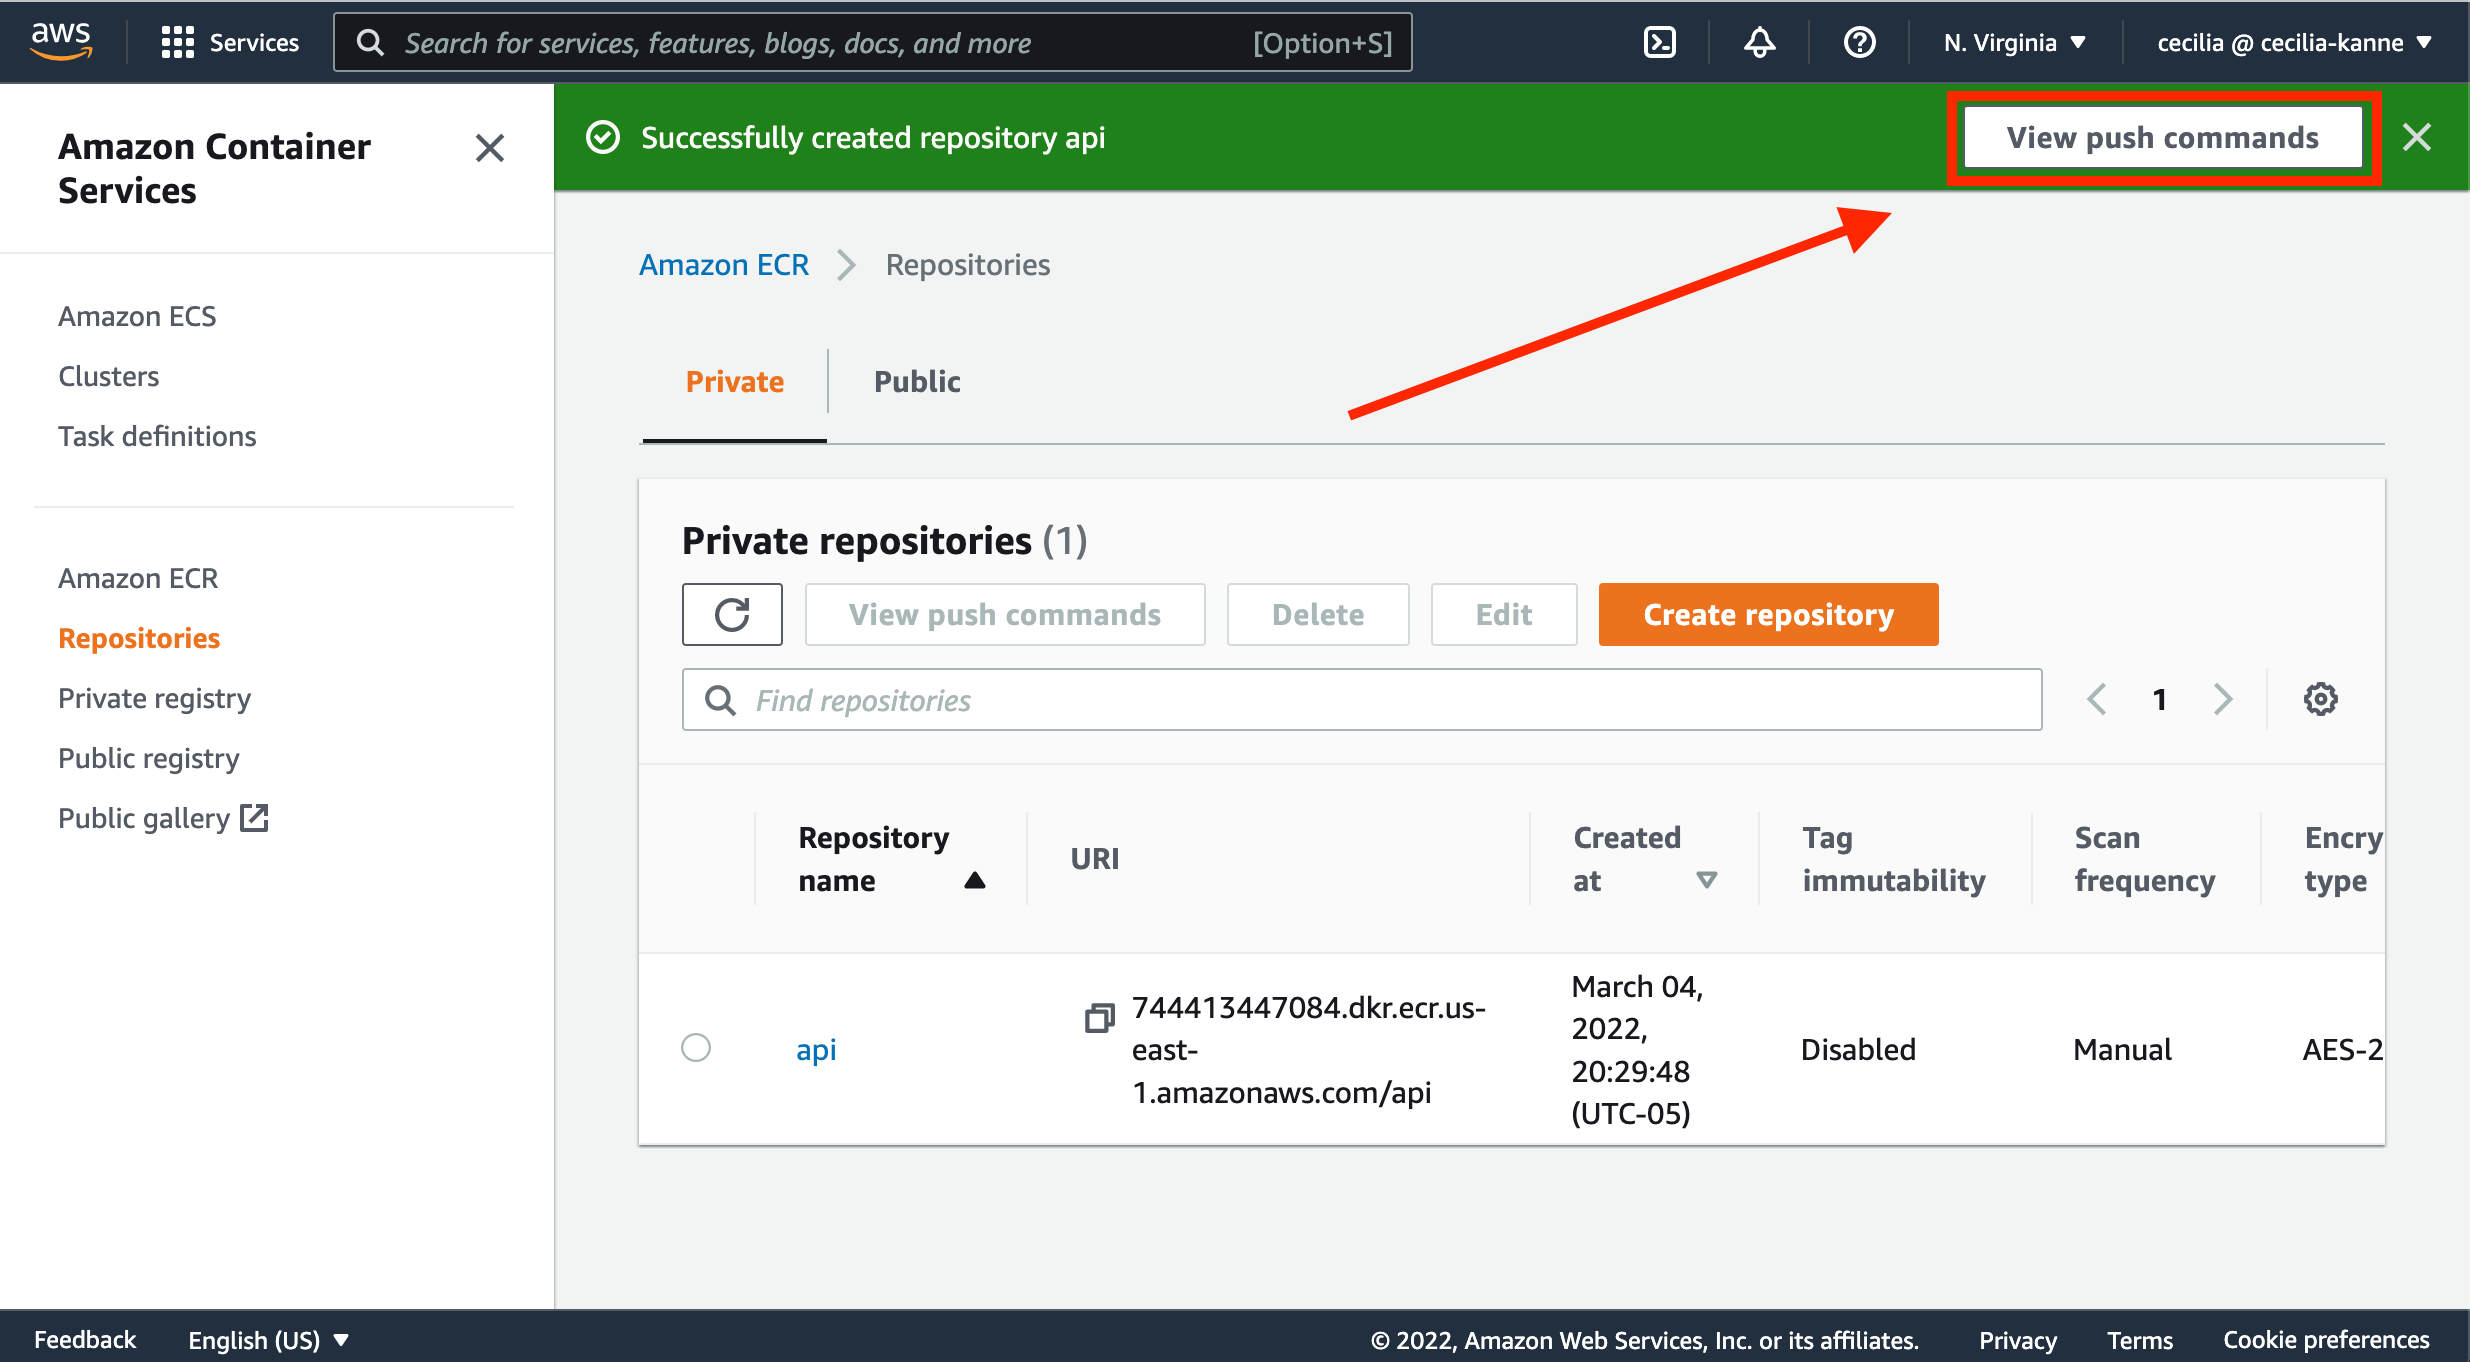 aws
Services
Search for services, features, blogs, docs, and more
[Option+S]
N. Virginia
cecilia @ cecilia-kanne
Amazon Container
Services
Successfully created repository api
View push commands
Amazon ECS
Clusters
Task definitions
Amazon ECR
Repositories
Private registry
Public registry
Public gallery
Amazon ECR
Repositories
Private
Public
Private repositories (1)
View push commands
Delete
Edit
Create repository
Find repositories
1
Repository
name
URI
Created
at
Tag
immutability
Scan
frequency
Encry
type
api
744413447084.dkr.ecr.us-
east-
1.amazonaws.com/api
March 04,
2022,
20:29:48
(UTC-05)
Disabled
Manual
AES-2
Feedback
English (US)
© 2022, Amazon Web Services, Inc. or its affiliates.
Privacy
Terms
Cookie preferences